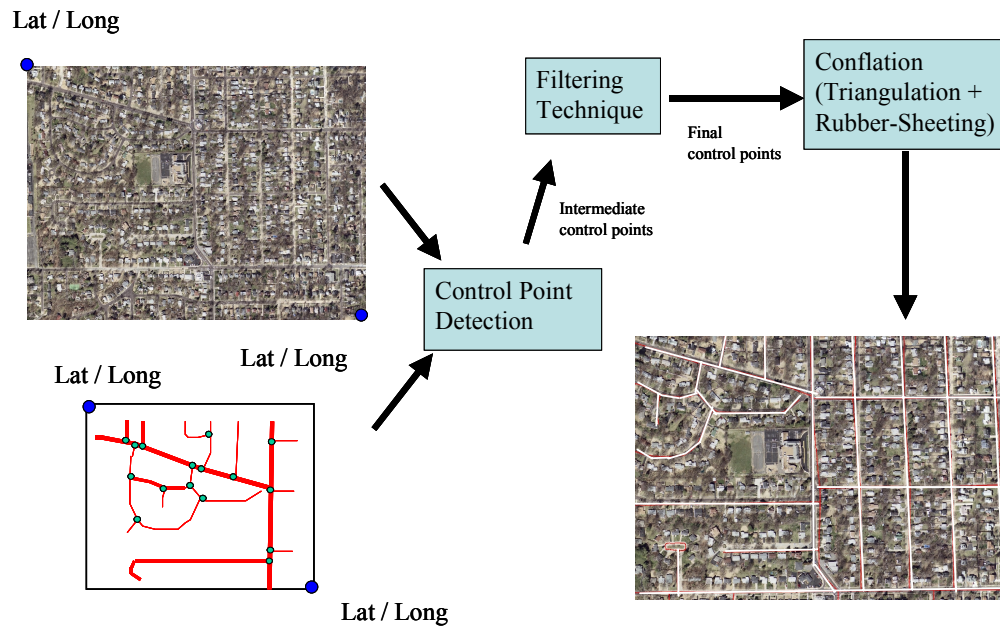 Lat / Long
Lat / Long
Lat / Long
Lat / Long
Control Point
Detection
Intermediate
control points
Filtering
Technique
Final
control points
Conflation
(Triangulation +
Rubber-Sheeting)